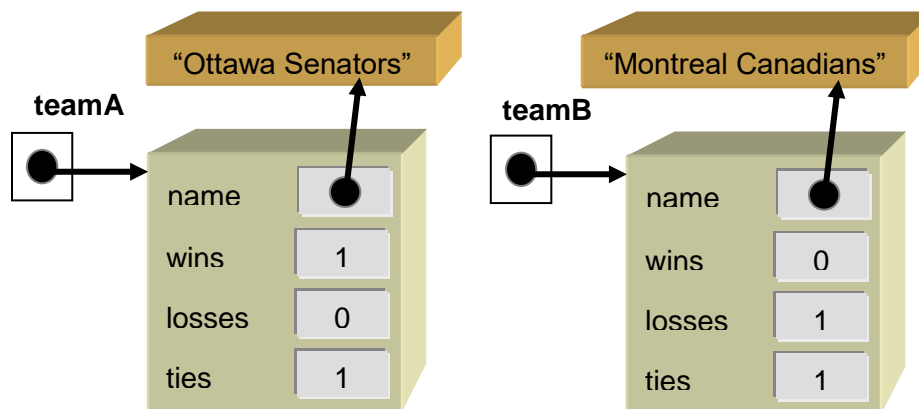 “Ottawa Senators”
teamA
name
wins 1
losses 0
ties 1
“Montreal Canadians”
teamB
name
wins 0
losses 1
ties 1